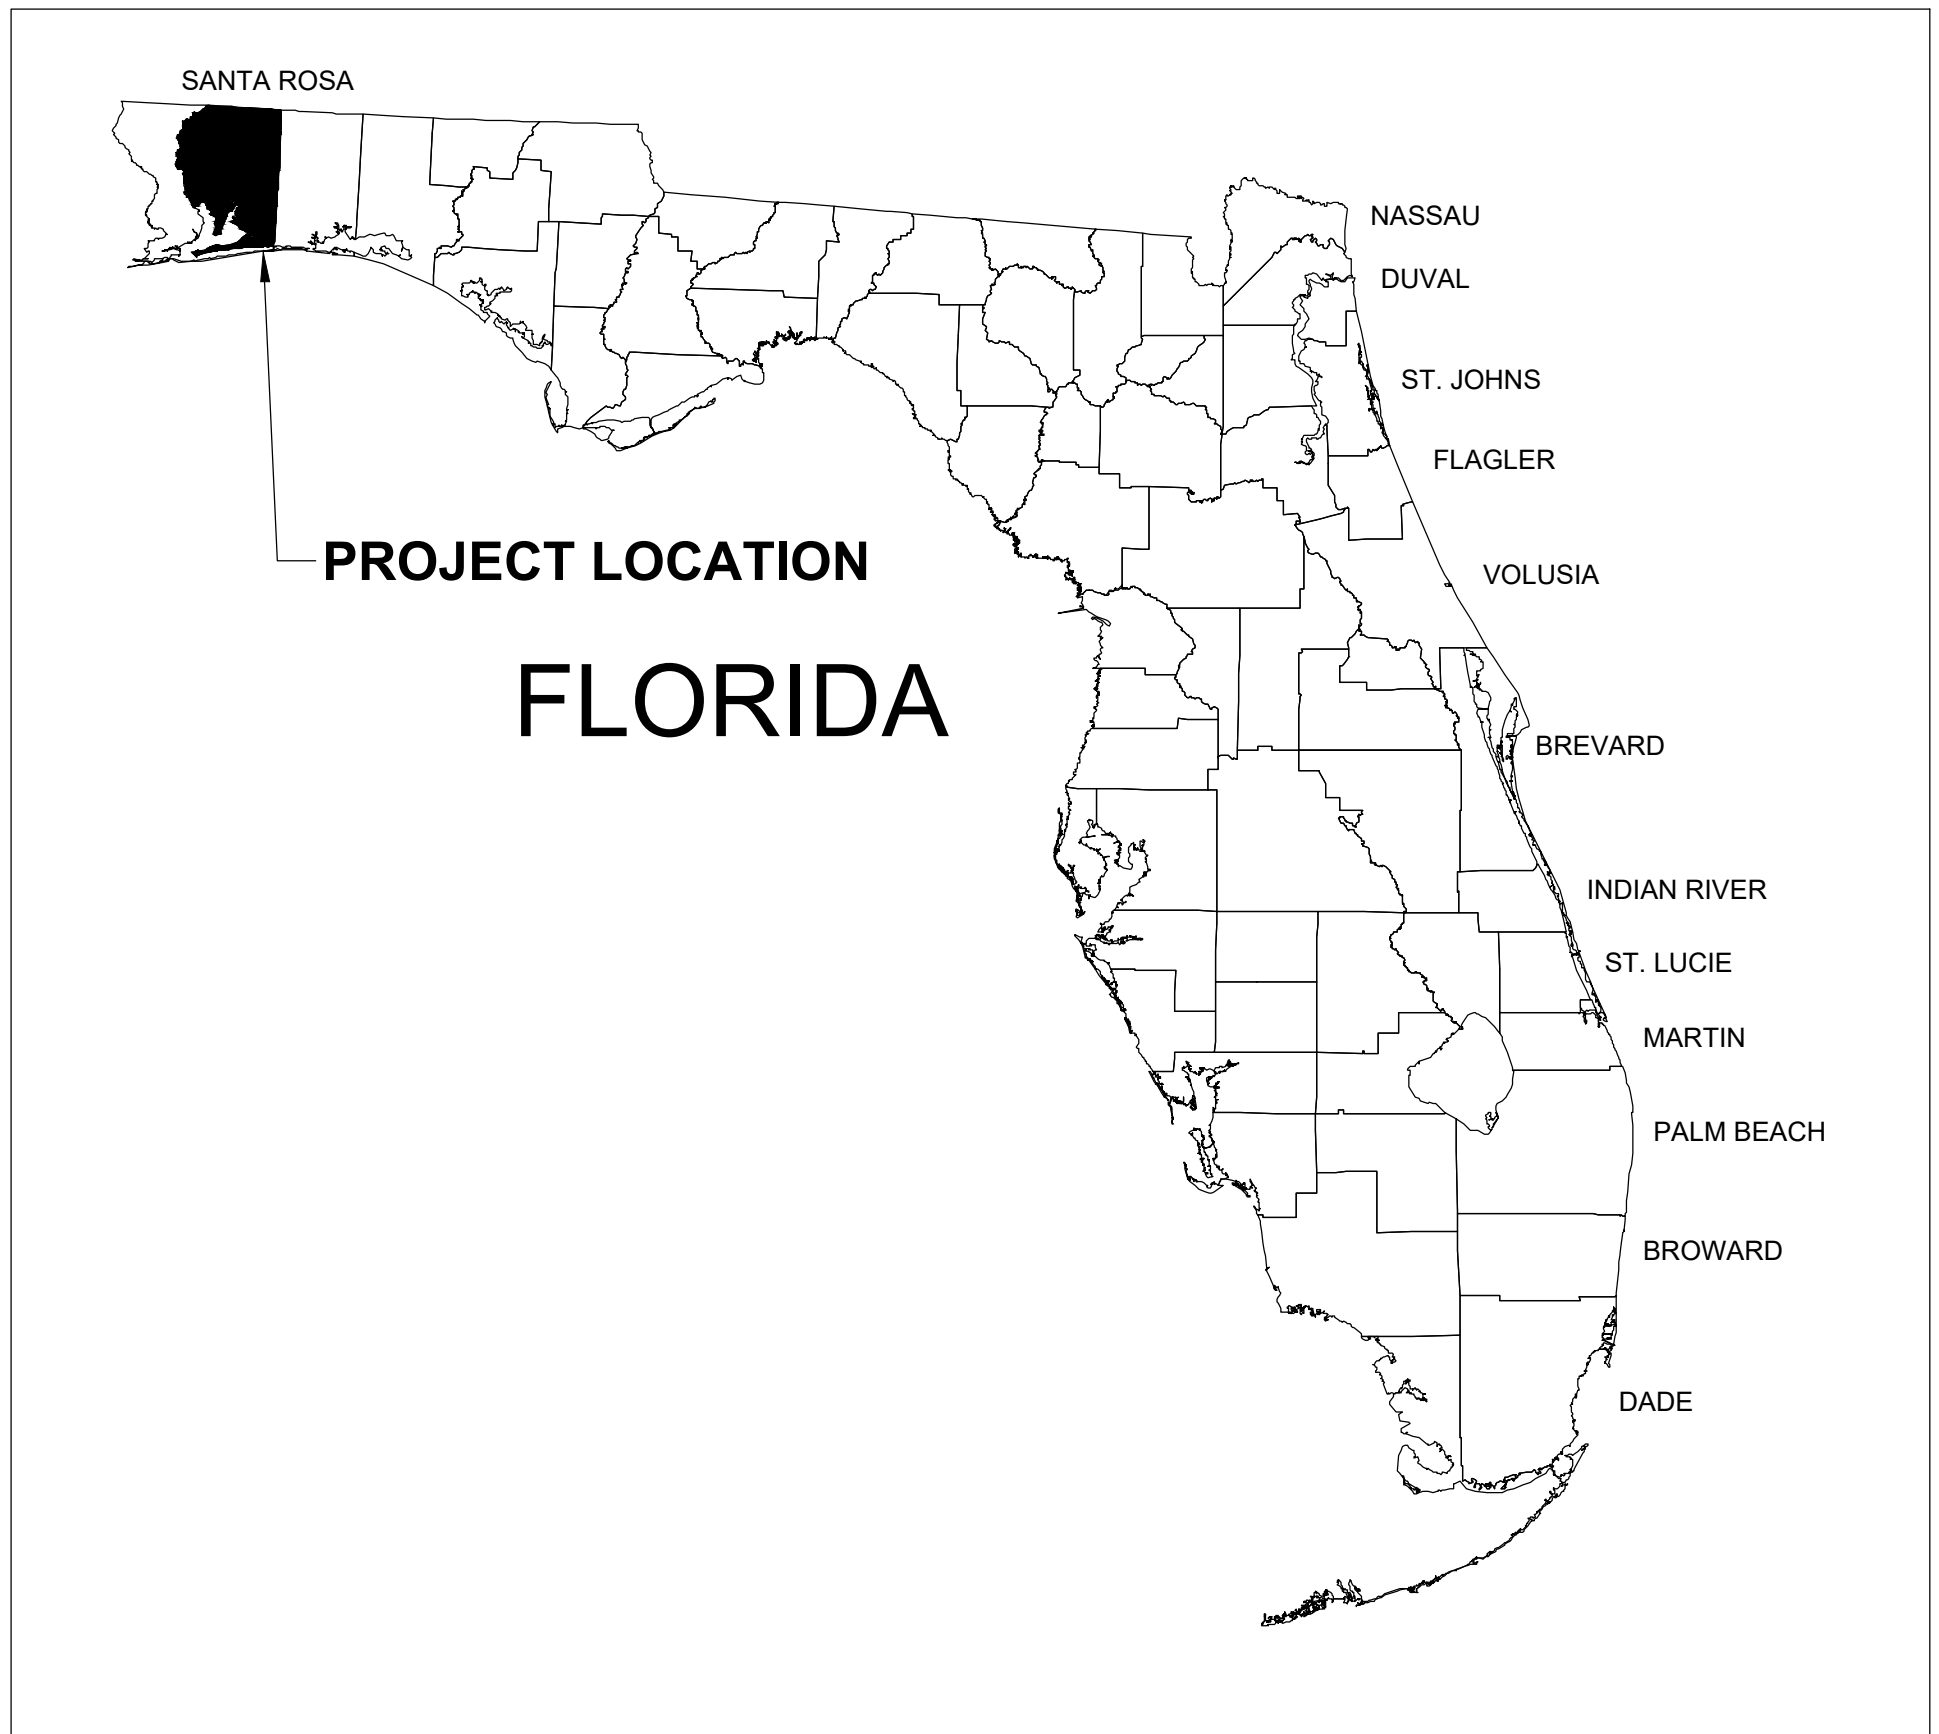 SANTA ROSA
NASSAU
DUVAL
ST. JOHNS
FLAGLER
PROJECT LOCATION
VOLUSIA
FLORIDA
BREVARD
INDIAN RIVER
ST. LUCIE
MARTIN
PALM BEACH
BROWARD
DADE